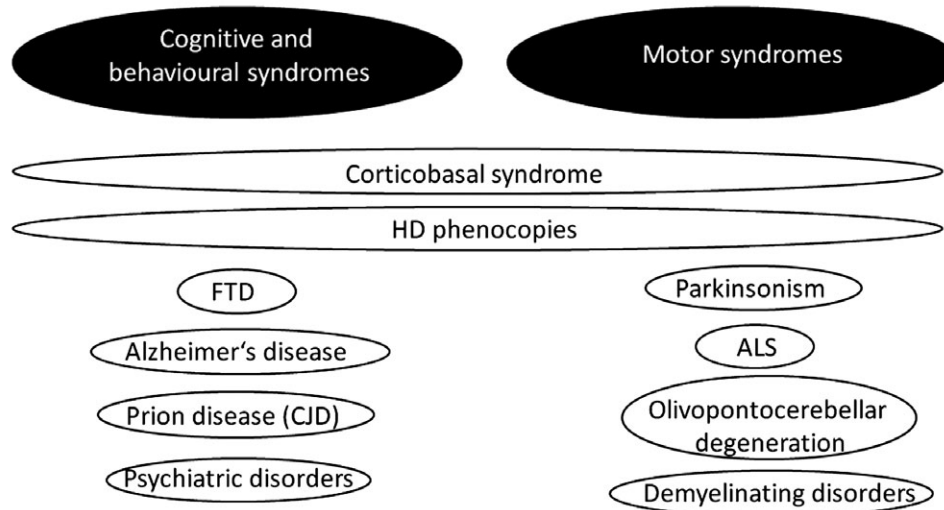 Cognitive and
behavioural syndromes
Motor syndromes
Corticobasal syndrome
HD phenocopies
FTD
Alzheimer‘s disease
Prion disease (CJD)
Psychiatric disorders
Parkinsonism
ALS
Olivopontocerebellar
degeneration
Demyelinating disorders